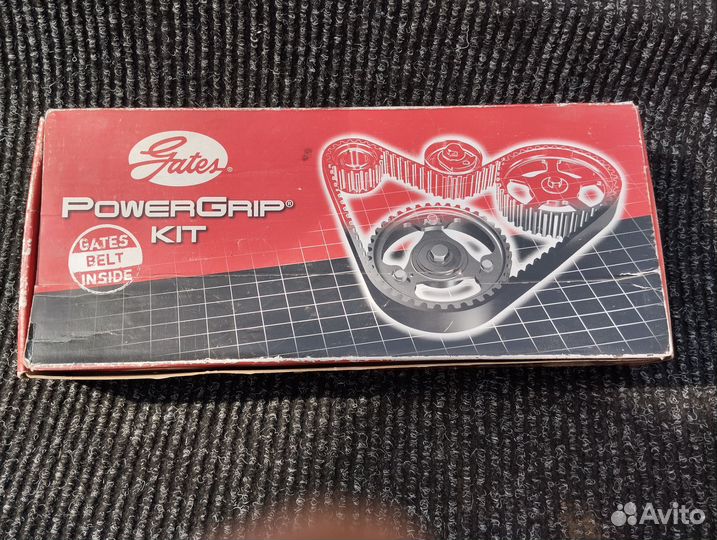 Gates®
POWERGRIP®
KIT
GATES
BELT
INSIDE
Avito